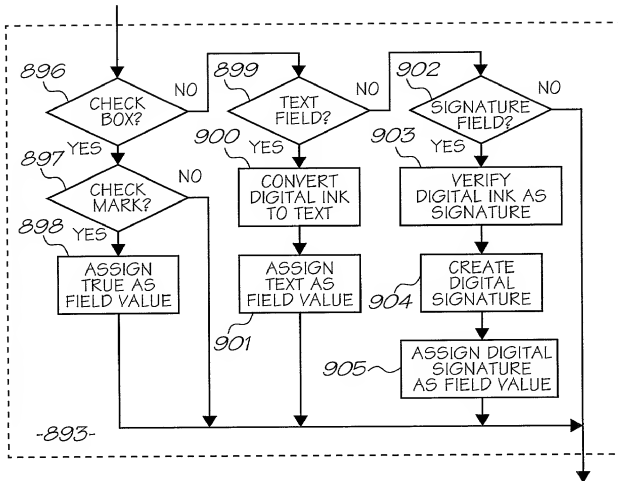 896
CHECK
BOX?
NO
YES
897
CHECK
MARK?
NO
YES
898
ASSIGN
TRUE AS
FIELD VALUE
899
TEXT
FIELD?
NO
YES
900
CONVERT
DIGITAL INK
TO TEXT
ASSIGN
TEXT AS
FIELD VALUE
901
902
SIGNATURE
FIELD?
NO
YES
903
VERIFY
DIGITAL INK AS
SIGNATURE
CREATE
DIGITAL
SIGNATURE
904
ASSIGN DIGITAL
SIGNATURE
AS FIELD VALUE
905
-893-